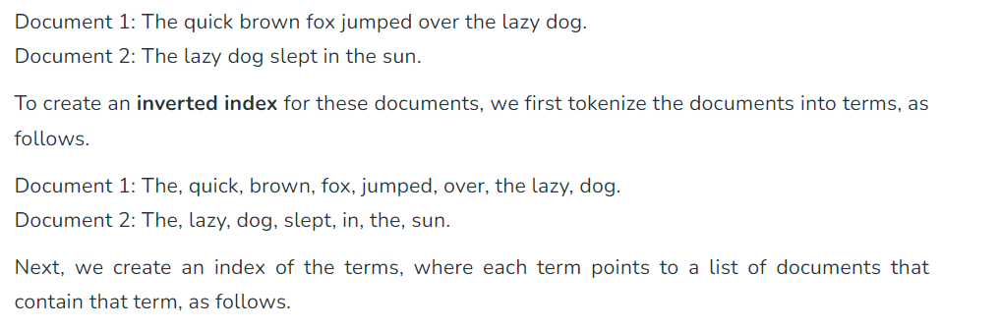 Document 1: The quick brown fox jumped over the lazy dog.
Document 2: The lazy dog slept in the sun.
To create an inverted index for these documents, we first tokenize the documents into terms, as
follows.
Document 1: The, quick, brown, fox, jumped, over, the lazy, dog.
Document 2: The, lazy, dog, slept, in, the, sun.
Next, we create an index of the terms, where each term points to a list of documents that
contain that term, as follows.